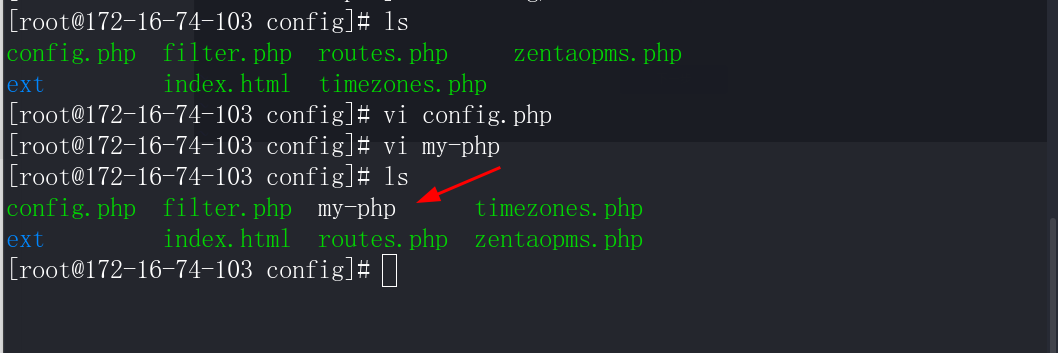 [root@172-16-74-103 config]# ls
config.php  filter.php  routes.php     zentaopms.php
ext         index.html  timezones.php
[root@172-16-74-103 config]# vi config.php
[root@172-16-74-103 config]# vi my-php
[root@172-16-74-103 config]# ls
config.php  filter.php  my-php      timezones.php
ext         index.html  routes.php  zentaopms.php
[root@172-16-74-103 config]#